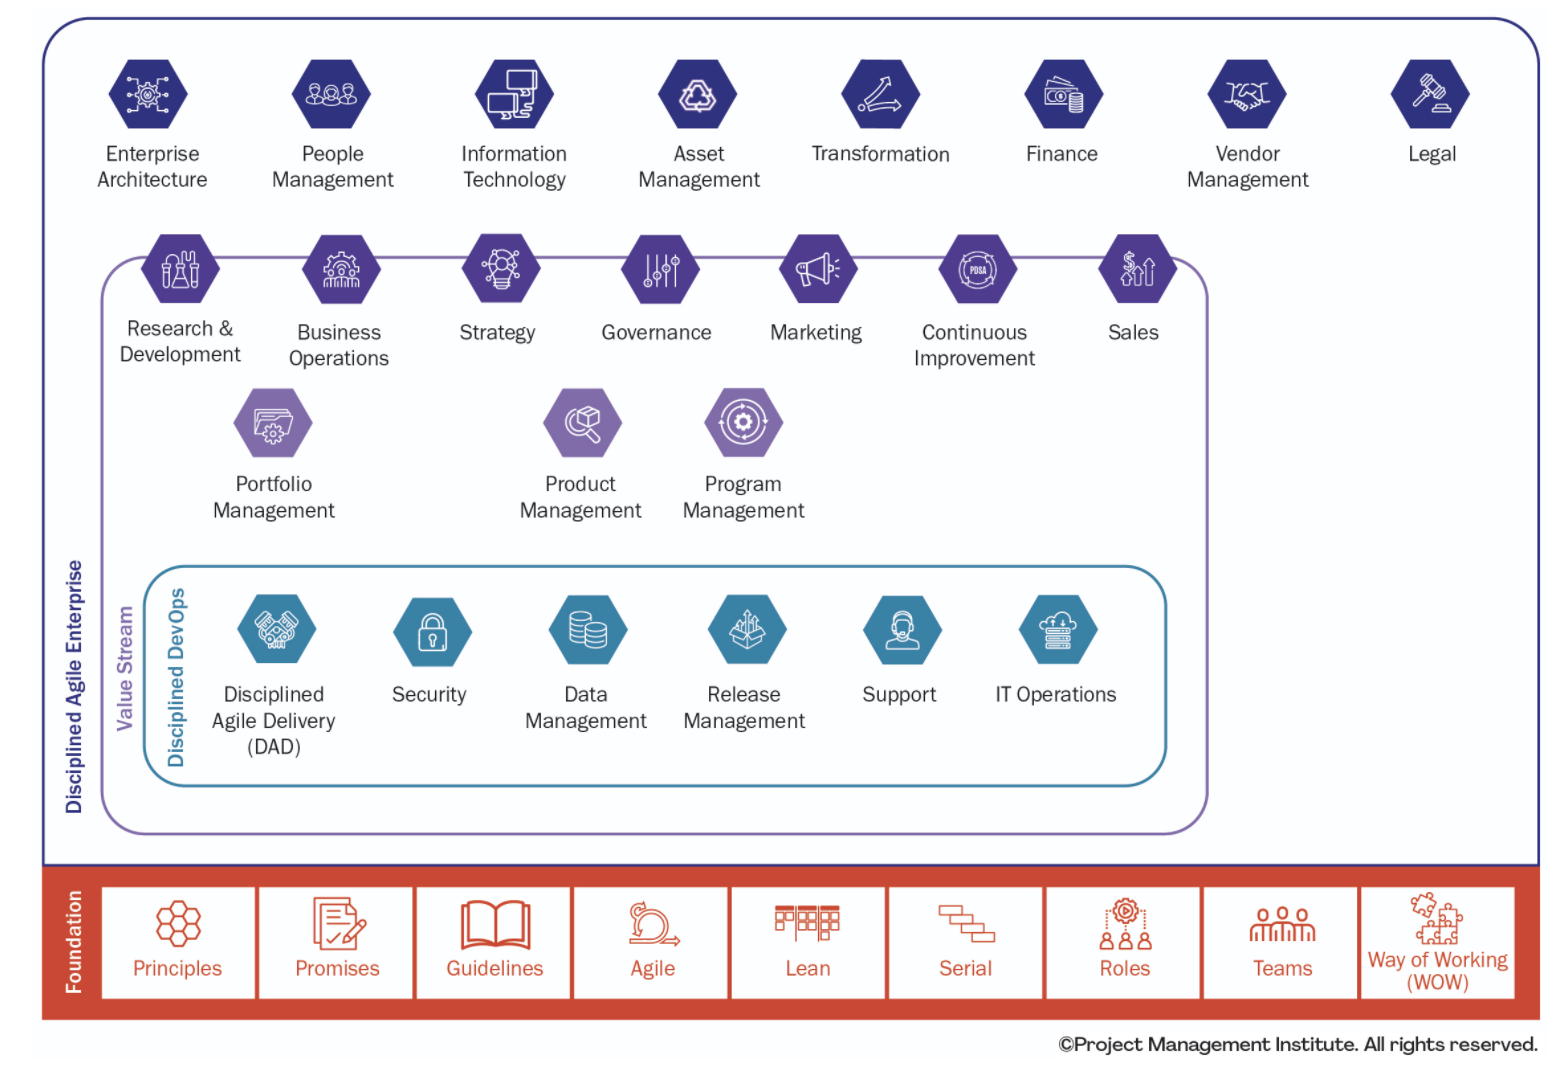 Enterprise
Architecture
People
Management
Information
Technology
Asset
Management
Transformation
Finance
Vendor
Management
Legal
Research &
Development
Business
Operations
Strategy
Governance
Marketing
PDSA
Continuous
Improvement
$
Sales
Portfolio
Management
Product
Management
Program
Management
Disciplined Agile Enterprise
Value Stream
Disciplined DevOps
Disciplined
Agile Delivery
(DAD)
Security
Data
Management
Release
Management
Support
IT Operations
Foundation
Principles
Promises
Guidelines
Agile
Lean
Serial
Roles
Teams
Way of Working
(WOW)
©Project Management Institute. All rights reserved.